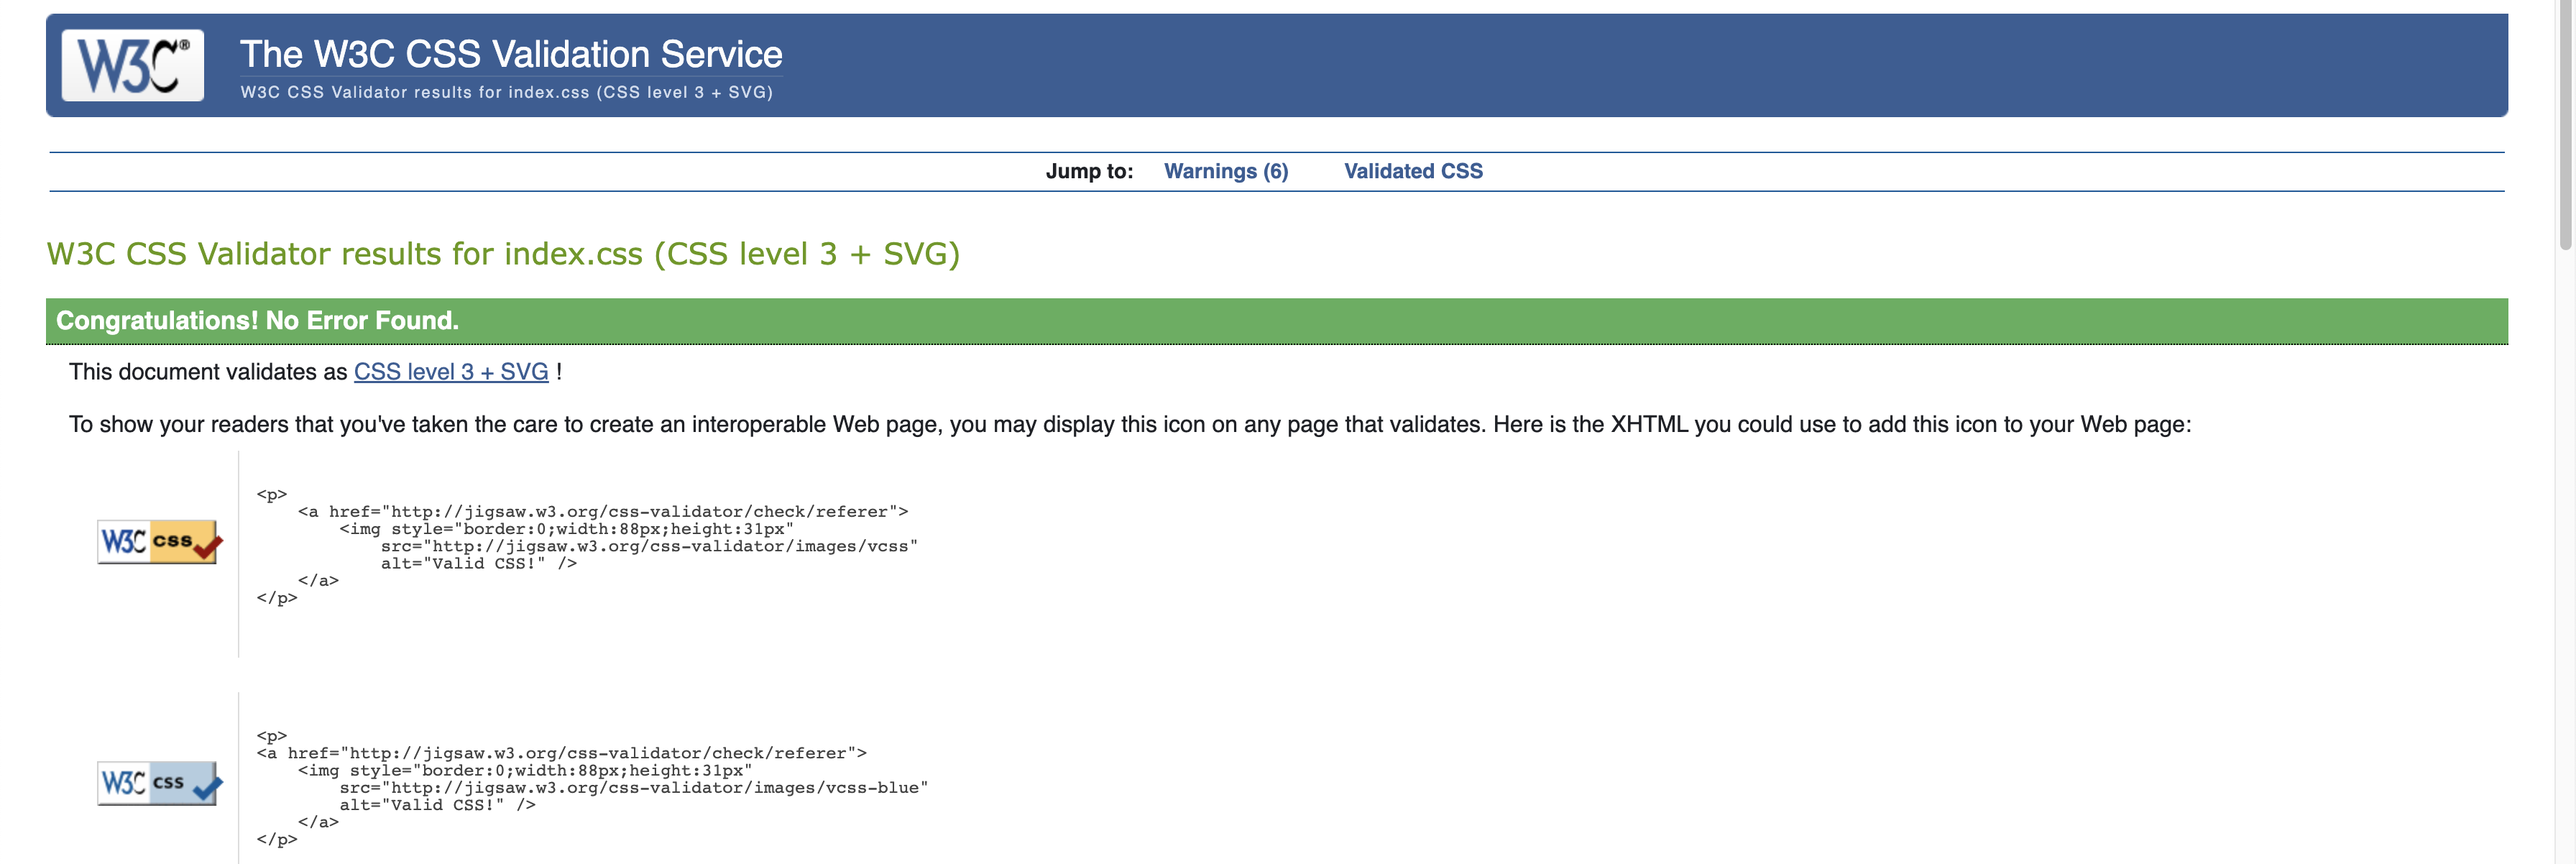 W3C®
The W3C CSS Validation Service
W3C CSS Validator results for index.css (CSS level 3 + SVG)
Jump to: Warnings (6) Validated CSS
W3C CSS Validator results for index.css (CSS level 3 + SVG)
Congratulations! No Error Found.
This document validates as CSS level 3 + SVG !
To show your readers that you've taken the care to create an interoperable Web page, you may display this icon on any page that validates. Here is the XHTML you could use to add this icon to your Web page:
W3C css
<p>
    <a href="http://jigsaw.w3.org/css-validator/check/referer">
        <img style="border:0;width:88px;height:31px"
            src="http://jigsaw.w3.org/css-validator/images/vcss"
            alt="Valid CSS!" />
    </a>
</p>
W3C css
<p>
<a href="http://jigsaw.w3.org/css-validator/check/referer">
    <img style="border:0;width:88px;height:31px"
        src="http://jigsaw.w3.org/css-validator/images/vcss-blue"
        alt="Valid CSS!" />
    </a>
</p>